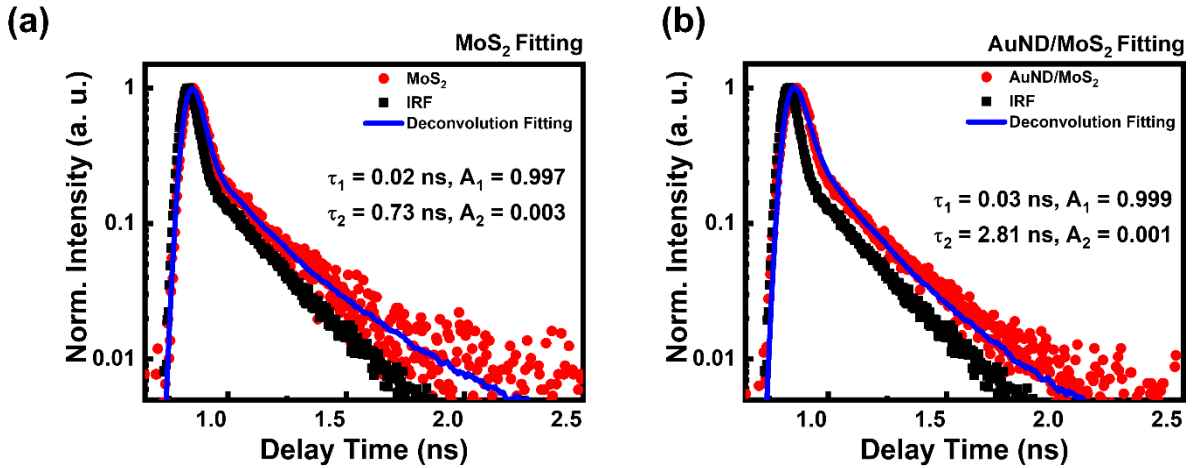 (a)
MoS₂ Fitting
MoS₂
IRF
Deconvolution Fitting
τ₁ = 0.02 ns, A₁ = 0.997
τ₂ = 0.73 ns, A₂ = 0.003
Norm. Intensity (a. u.)
1
0.1
0.01
1.0 1.5 2.0 2.5
Delay Time (ns)
(b)
AuND/MoS₂ Fitting
AuND/MoS₂
IRF
Deconvolution Fitting
τ₁ = 0.03 ns, A₁ = 0.999
τ₂ = 2.81 ns, A₂ = 0.001
Norm. Intensity (a. u.)
1
0.1
0.01
1.0 1.5 2.0 2.5
Delay Time (ns)